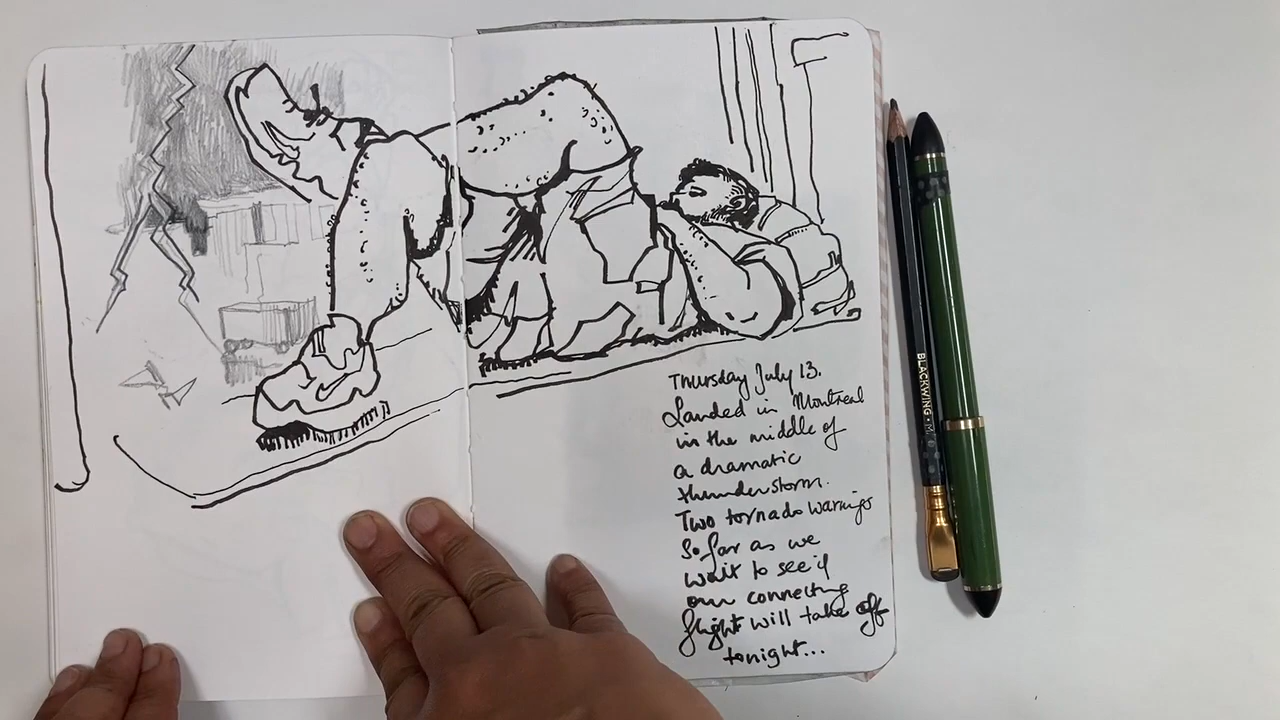 Thursday July 13.
Landed in Montreal
in the middle of
a dramatic
thunderstorm.
Two tornado warnings
so far as we
wait to see if
our connecting
flight will take off
tonight...
BLACKWING